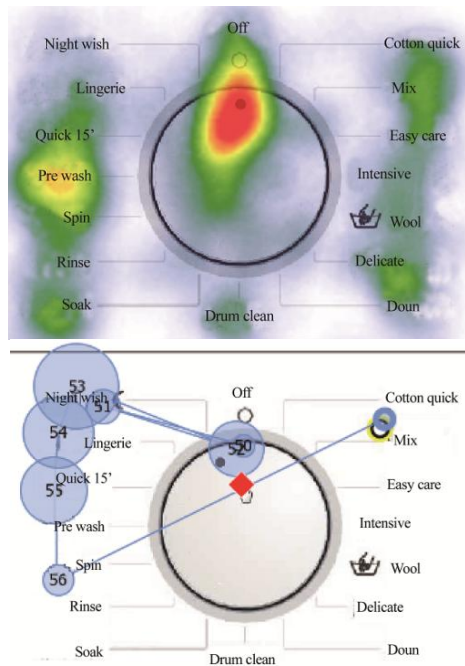 Off
Night wish
Cotton quick
Lingerie
Mix
Quick 15’
Easy care
Pre wash
Intensive
Spin
Wool
Rinse
Delicate
Soak
Doun
Drum clean
53
Night wish
51
Off
Cotton quick
54
Lingerie
50
52
Mix
Quick 15’
55
Easy care
Pre wash
Intensive
56
Spin
Wool
Rinse
Delicate
Soak
Doun
Drum clean